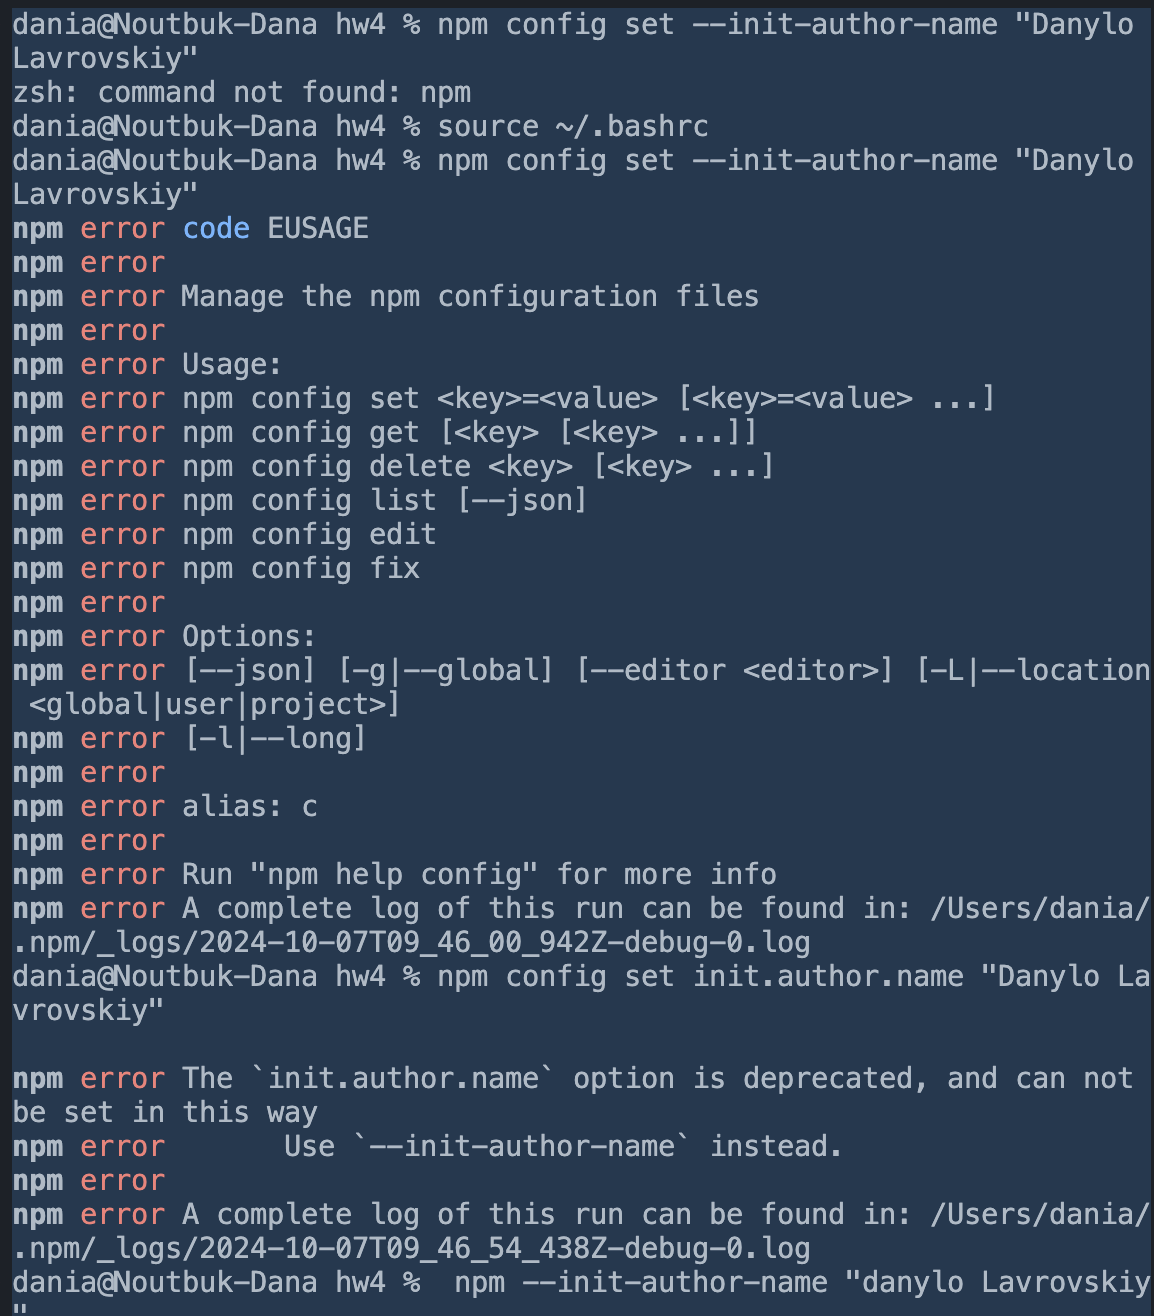 dania@Noutbuk-Dana hw4 % npm config set --init-author-name "Danylo
Lavrovskiy"
zsh: command not found: npm
dania@Noutbuk-Dana hw4 % source ~/.bashrc
dania@Noutbuk-Dana hw4 % npm config set --init-author-name "Danylo
Lavrovskiy"
npm error code EUSAGE
npm error
npm error Manage the npm configuration files
npm error
npm error Usage:
npm error npm config set <key>=<value> [<key>=<value> ...]
npm error npm config get [<key> [<key> ...]]
npm error npm config delete <key> [<key> ...]
npm error npm config list [--json]
npm error npm config edit
npm error npm config fix
npm error
npm error Options:
npm error [--json] [-g|--global] [--editor <editor>] [-L|--location
 <global|user|project>]
npm error [-l|--long]
npm error
npm error alias: c
npm error
npm error Run "npm help config" for more info
npm error A complete log of this run can be found in: /Users/dania/
.npm/_logs/2024-10-07T09_46_00_942Z-debug-0.log
dania@Noutbuk-Dana hw4 % npm config set init.author.name "Danylo La
vrovskiy"

npm error The `init.author.name` option is deprecated, and can not
be set in this way
npm error       Use `--init-author-name` instead.
npm error
npm error A complete log of this run can be found in: /Users/dania/
.npm/_logs/2024-10-07T09_46_54_438Z-debug-0.log
dania@Noutbuk-Dana hw4 %  npm --init-author-name "danylo Lavrovskiy
"